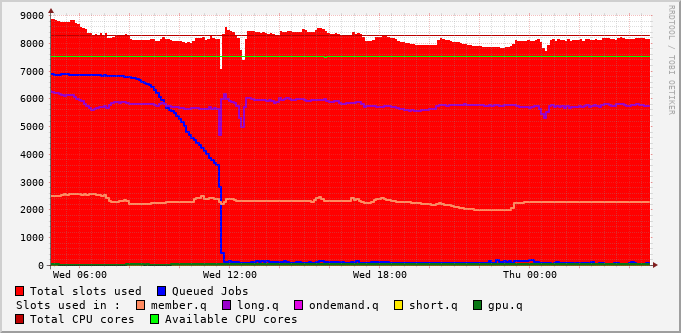 9000
8000
7000
6000
5000
4000
3000
2000
1000
0
Wed 06:00 Wed 12:00 Wed 18:00 Thu 00:00
RRDTOOL / TOBI OETIKER
Total slots used Queued Jobs
Slots used in : member.q long.q ondemand.q short.q gpu.q
Total CPU cores Available CPU cores